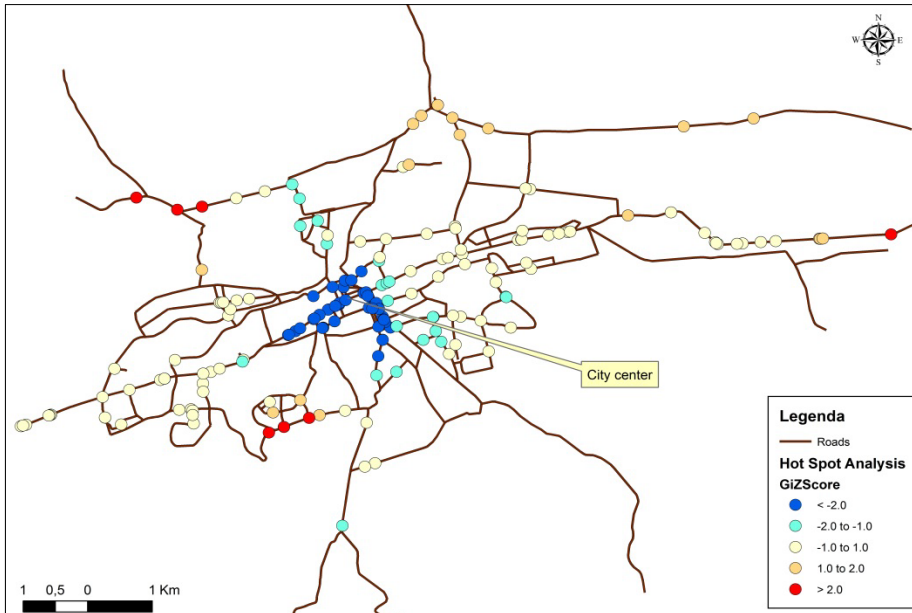 N
W E
S
City center
Legenda
Roads
Hot Spot Analysis
GiZScore
< -2.0
-2.0 to -1.0
-1.0 to 1.0
1.0 to 2.0
> 2.0
1 0,5 0 1 Km